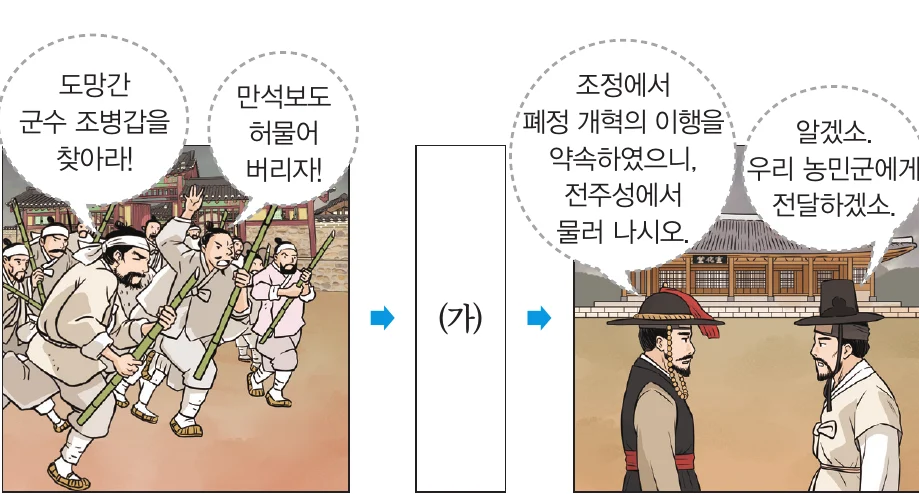 도망간
군수 조병갑을
찾아라!
만석보도
허물어
버리자!
(가)
조정에서
폐정 개혁의 이행을
약속하였으니,
전주성에서
물러 나시오.
알겠소.
우리 농민군에게
전달하겠소.